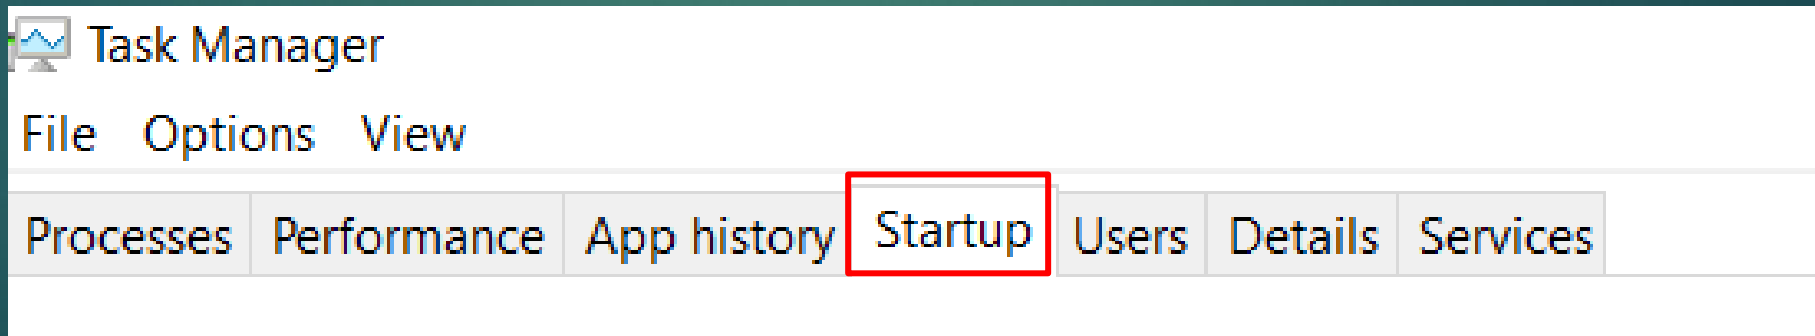 Task Manager
File Options View
Processes Performance App history Startup Users Details Services